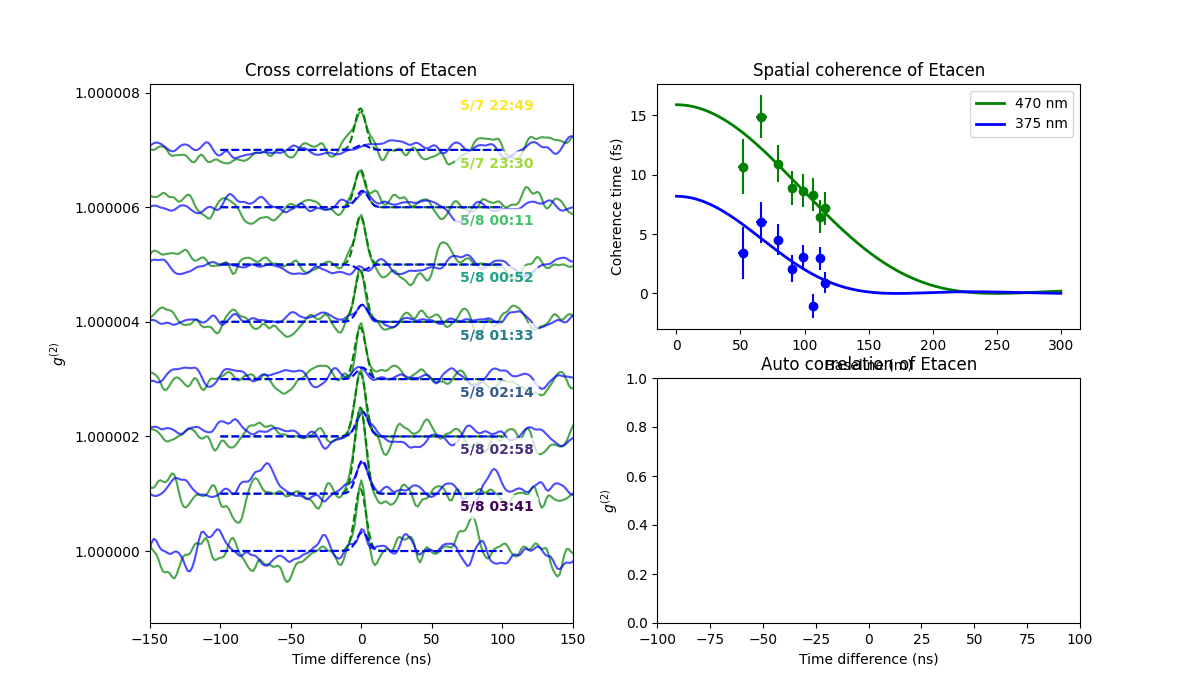 Cross correlations of Etacen
1.000008
1.000006
1.000004
1.000002
1.000000
g(2)
5/7 22:49
5/7 23:30
5/8 00:11
5/8 00:52
5/8 01:33
5/8 02:14
5/8 02:58
5/8 03:41
−150 −100 −50 0 50 100 150
Time difference (ns)
Spatial coherence of Etacen
470 nm
375 nm
15
10
5
0
Coherence time (fs)
0 50 100 150 200 250 300
Baseline (m)
Auto correlation of Etacen
1.0
0.8
0.6
0.4
0.2
0.0
g(2)
−100 −75 −50 −25 0 25 50 75 100
Time difference (ns)